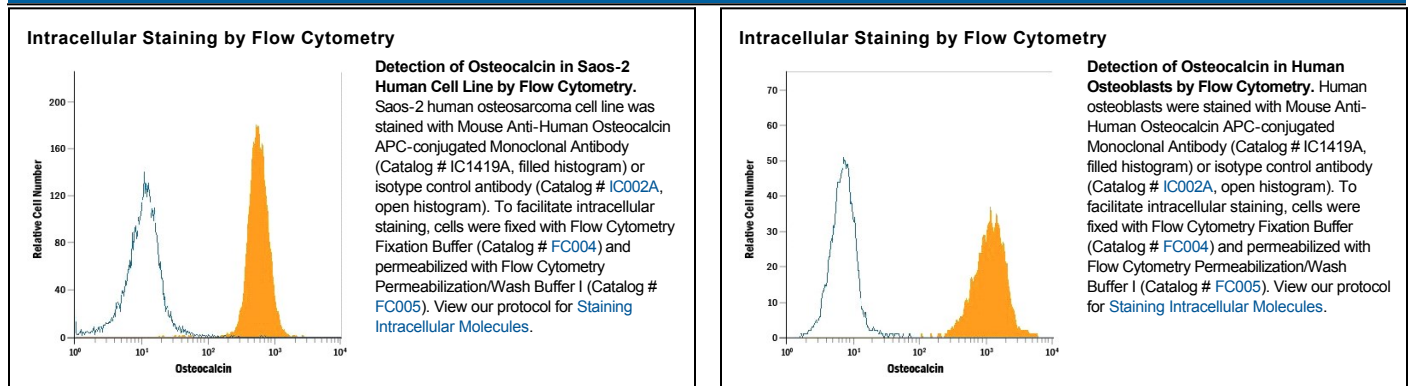 Intracellular Staining by Flow Cytometry
200
160
120
80
40
0
Relative Cell Number
10⁰ 10¹ 10² 10³ 10⁴
Osteocalcin
Detection of Osteocalcin in Saos-2
Human Cell Line by Flow Cytometry.
Saos-2 human osteosarcoma cell line was
stained with Mouse Anti-Human Osteocalcin
APC-conjugated Monoclonal Antibody
(Catalog # IC1419A, filled histogram) or
isotype control antibody (Catalog # IC002A,
open histogram). To facilitate intracellular
staining, cells were fixed with Flow Cytometry
Fixation Buffer (Catalog # FC004) and
permeabilized with Flow Cytometry
Permeabilization/Wash Buffer I (Catalog #
FC005). View our protocol for Staining
Intracellular Molecules.
Intracellular Staining by Flow Cytometry
70
60
50
40
30
20
10
0
Relative Cell Number
10⁰ 10¹ 10² 10³ 10⁴
Osteocalcin
Detection of Osteocalcin in Human
Osteoblasts by Flow Cytometry. Human
osteoblasts were stained with Mouse Anti-
Human Osteocalcin APC-conjugated
Monoclonal Antibody (Catalog # IC1419A,
filled histogram) or isotype control antibody
(Catalog # IC002A, open histogram). To
facilitate intracellular staining, cells were
fixed with Flow Cytometry Fixation Buffer
(Catalog # FC004) and permeabilized with
Flow Cytometry Permeabilization/Wash
Buffer I (Catalog # FC005). View our protocol
for Staining Intracellular Molecules.